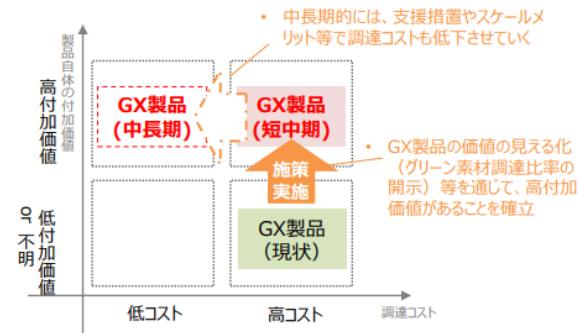 • 中長期的には、支援措置やスケールメ
リット等で調達コストも低下させていく
製品自体の付加価値
高付加価値
GX製品
(中長期)
GX製品
(短中期)
• GX製品の価値の見える化
（グリーン素材調達比率の
開示）等を通じて、高付加
価値があることを確立
施策
実施
低付加価値
or 不明
GX製品
（現状）
低コスト
高コスト
調達コスト